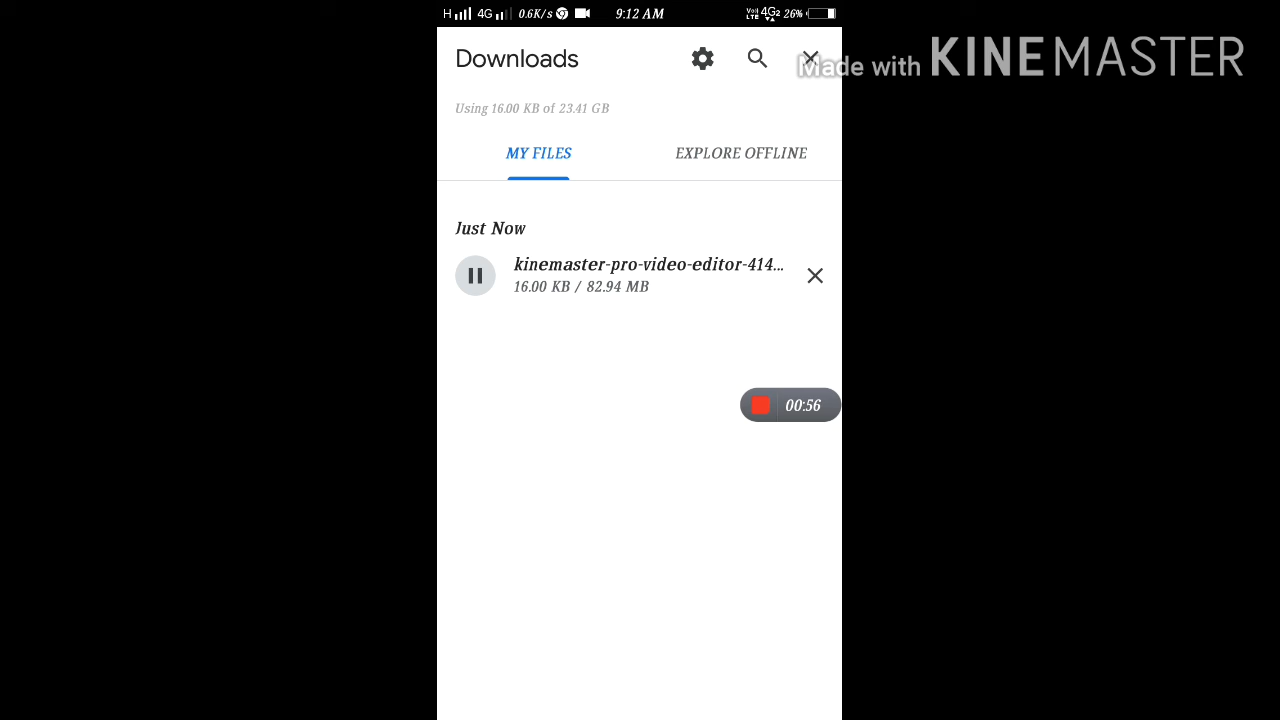 H 4G 0.6K/s 9:12 AM VoLTE 4G2 26%
Downloads
Made with KINEMASTER
Using 16.00 KB of 23.41 GB
MY FILES EXPLORE OFFLINE
Just Now
kinemaster-pro-video-editor-414...
16.00 KB / 82.94 MB
00:56